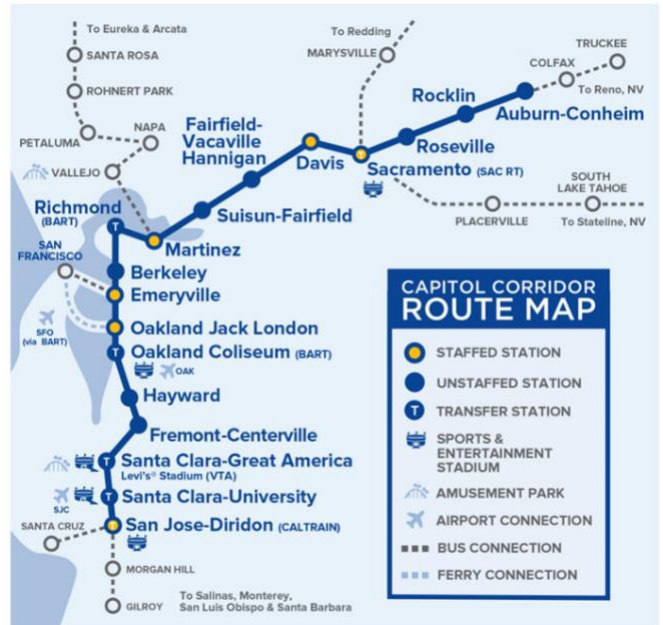 To Eureka & Arcata
SANTA ROSA
ROHNERT PARK
PETALUMA
NAPA
VALLEJO
To Redding
MARYSVILLE
TRUCKEE
COLFAX
To Reno, NV
Auburn-Conheim
Rocklin
Roseville
Sacramento (SAC RT)
T
SOUTH
LAKE TAHOE
PLACERVILLE
To Stateline, NV
Davis
Fairfield-
Vacaville
Hannigan
Suisun-Fairfield
Martinez
Richmond
(BART)
T
SAN
FRANCISCO
Berkeley
Emeryville
SFO
(via BART)
Oakland Jack London
T
Oakland Coliseum (BART)
OAK
Hayward
Fremont-Centerville
T
Santa Clara-Great America
Levi's® Stadium (VTA)
T
Santa Clara-University
SJC
T
San Jose-Diridon (CALTRAIN)
SANTA CRUZ
MORGAN HILL
GILROY
To Salinas, Monterey,
San Luis Obispo & Santa Barbara
CAPITOL CORRIDOR
ROUTE MAP
STAFFED STATION
UNSTAFFED STATION
T
TRANSFER STATION
SPORTS &
ENTERTAINMENT
STADIUM
AMUSEMENT PARK
AIRPORT CONNECTION
BUS CONNECTION
FERRY CONNECTION